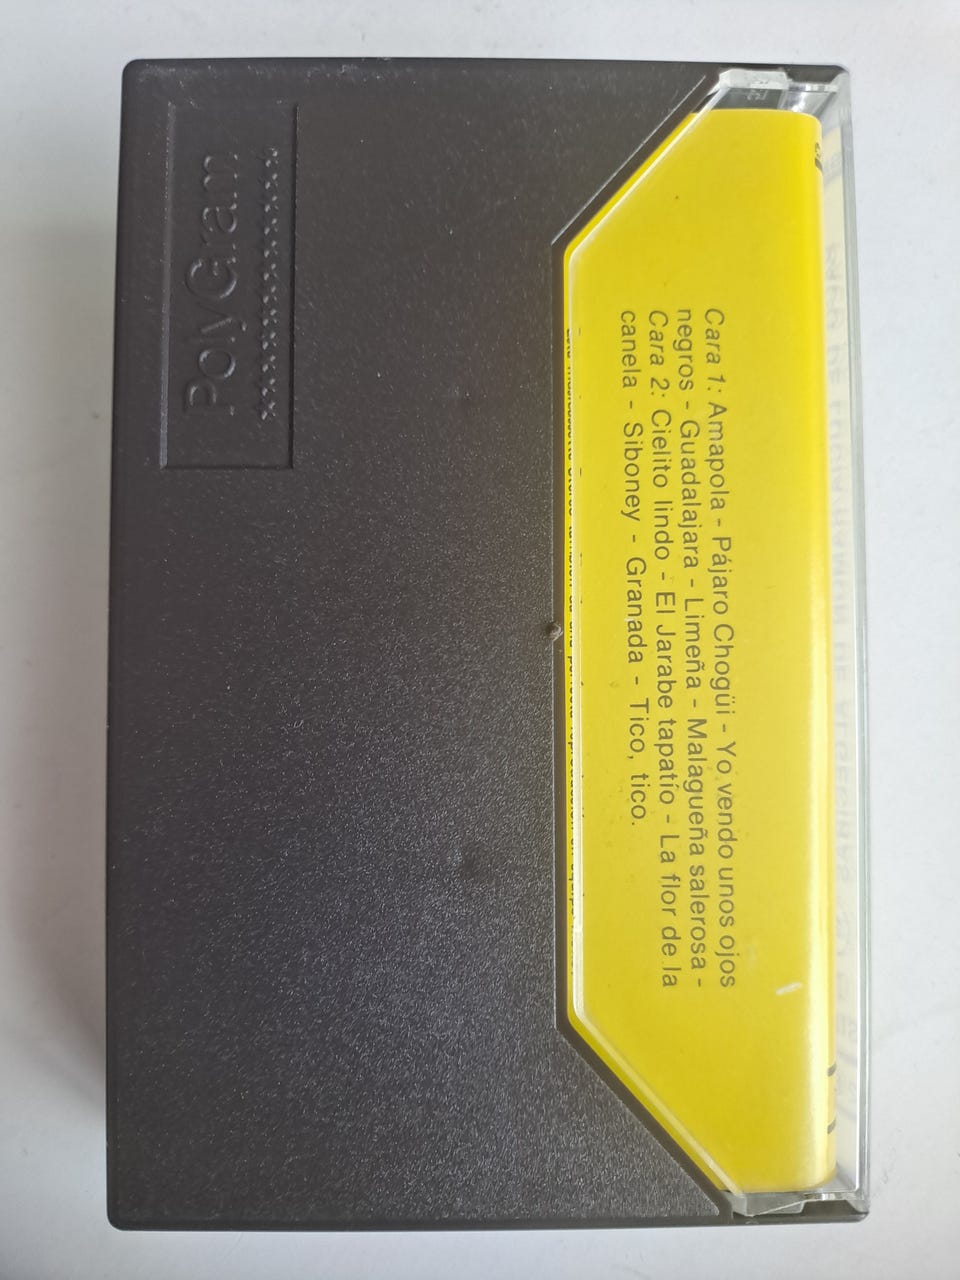 PolyGram
Cara 1: Amapola - Pájaro Chogüi - Yo vendo unos ojos
negros - Guadalajara - Limeña - Malagueña salerosa -
Cara 2: Cielito lindo - El Jarabe tapatío - La flor de la
canela - Siboney - Granada - Tico, tico.